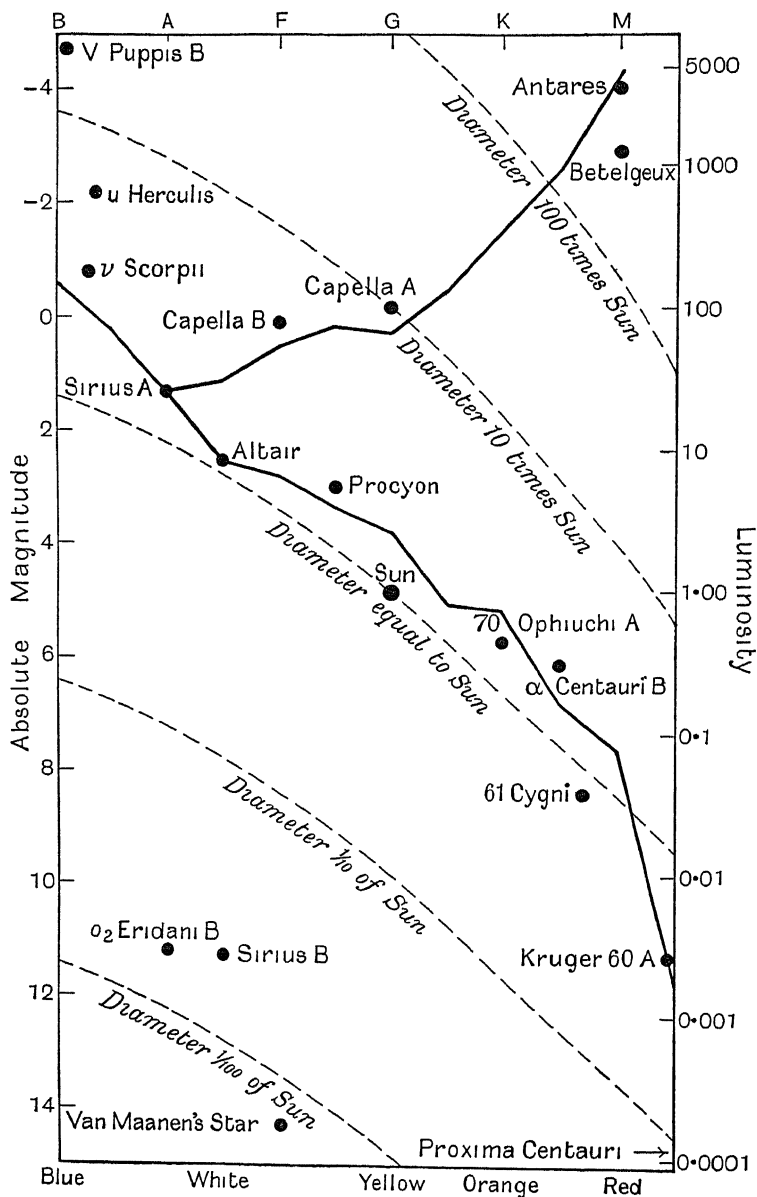 B A F G K M
V Puppis B
Antares
5000
-4
Diameter 100 times Sun
Betelgeux
1000
u Herculis
-2
ν Scorpii
Capella A
Capella B
0
100
Sirius A
Diameter 10 times Sun
2
Altair
10
Procyon
Absolute Magnitude
Luminosity
4
Sun
1·00
Diameter equal to Sun
70 Ophiuchi A
6
α Centauri B
0·1
8
61 Cygni
Diameter 1/10 of Sun
10
0·01
o2 Eridani B
Sirius B
Kruger 60 A
12
Diameter 1/100 of Sun
0·001
14
Van Maanen's Star
Proxima Centauri →
0·0001
Blue White Yellow Orange Red